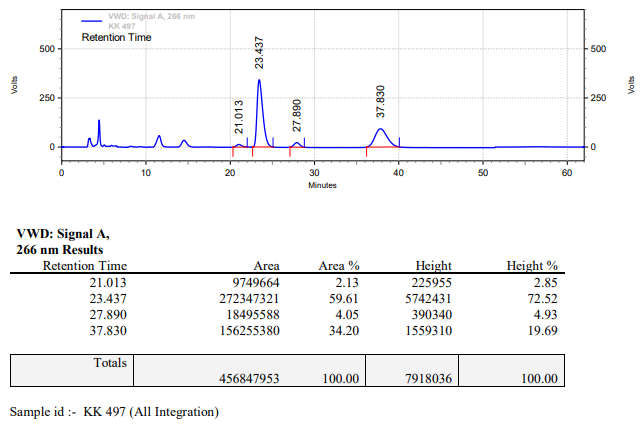 VWD: Signal A, 266 nm
KK 497
Retention Time
500
250
0
Volts
21.013
23.437
27.890
37.830
500
250
0
Volts
0 10 20 30 40 50 60
Minutes
VWD: Signal A,
266 nm Results
Retention Time Area Area % Height Height %
21.013 9749664 2.13 225955 2.85
23.437 272347321 59.61 5742431 72.52
27.890 18495588 4.05 390340 4.93
37.830 156255380 34.20 1559310 19.69
Totals
456847953 100.00 7918036 100.00
Sample id :- KK 497 (All Integration)